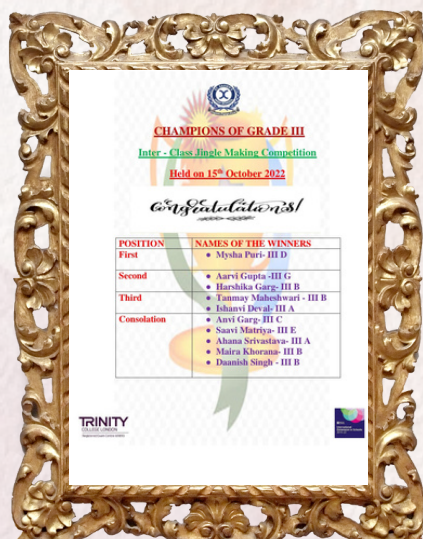 CHAMPIONS OF GRADE III
Inter - Class Jingle Making Competition
Held on 15th October 2022
Congratulations!
POSITION NAMES OF THE WINNERS
First • Mysha Puri- III D
Second • Aarvi Gupta -III G
• Harshika Garg- III B
Third • Tanmay Maheshwari - III B
• Ishanvi Deval- III A
Consolation • Anvi Garg- III C
• Saavi Matriya- III E
• Ahana Srivastava- III A
• Maira Khorana- III B
• Daanish Singh - III B
TRINITY
COLLEGE LONDON